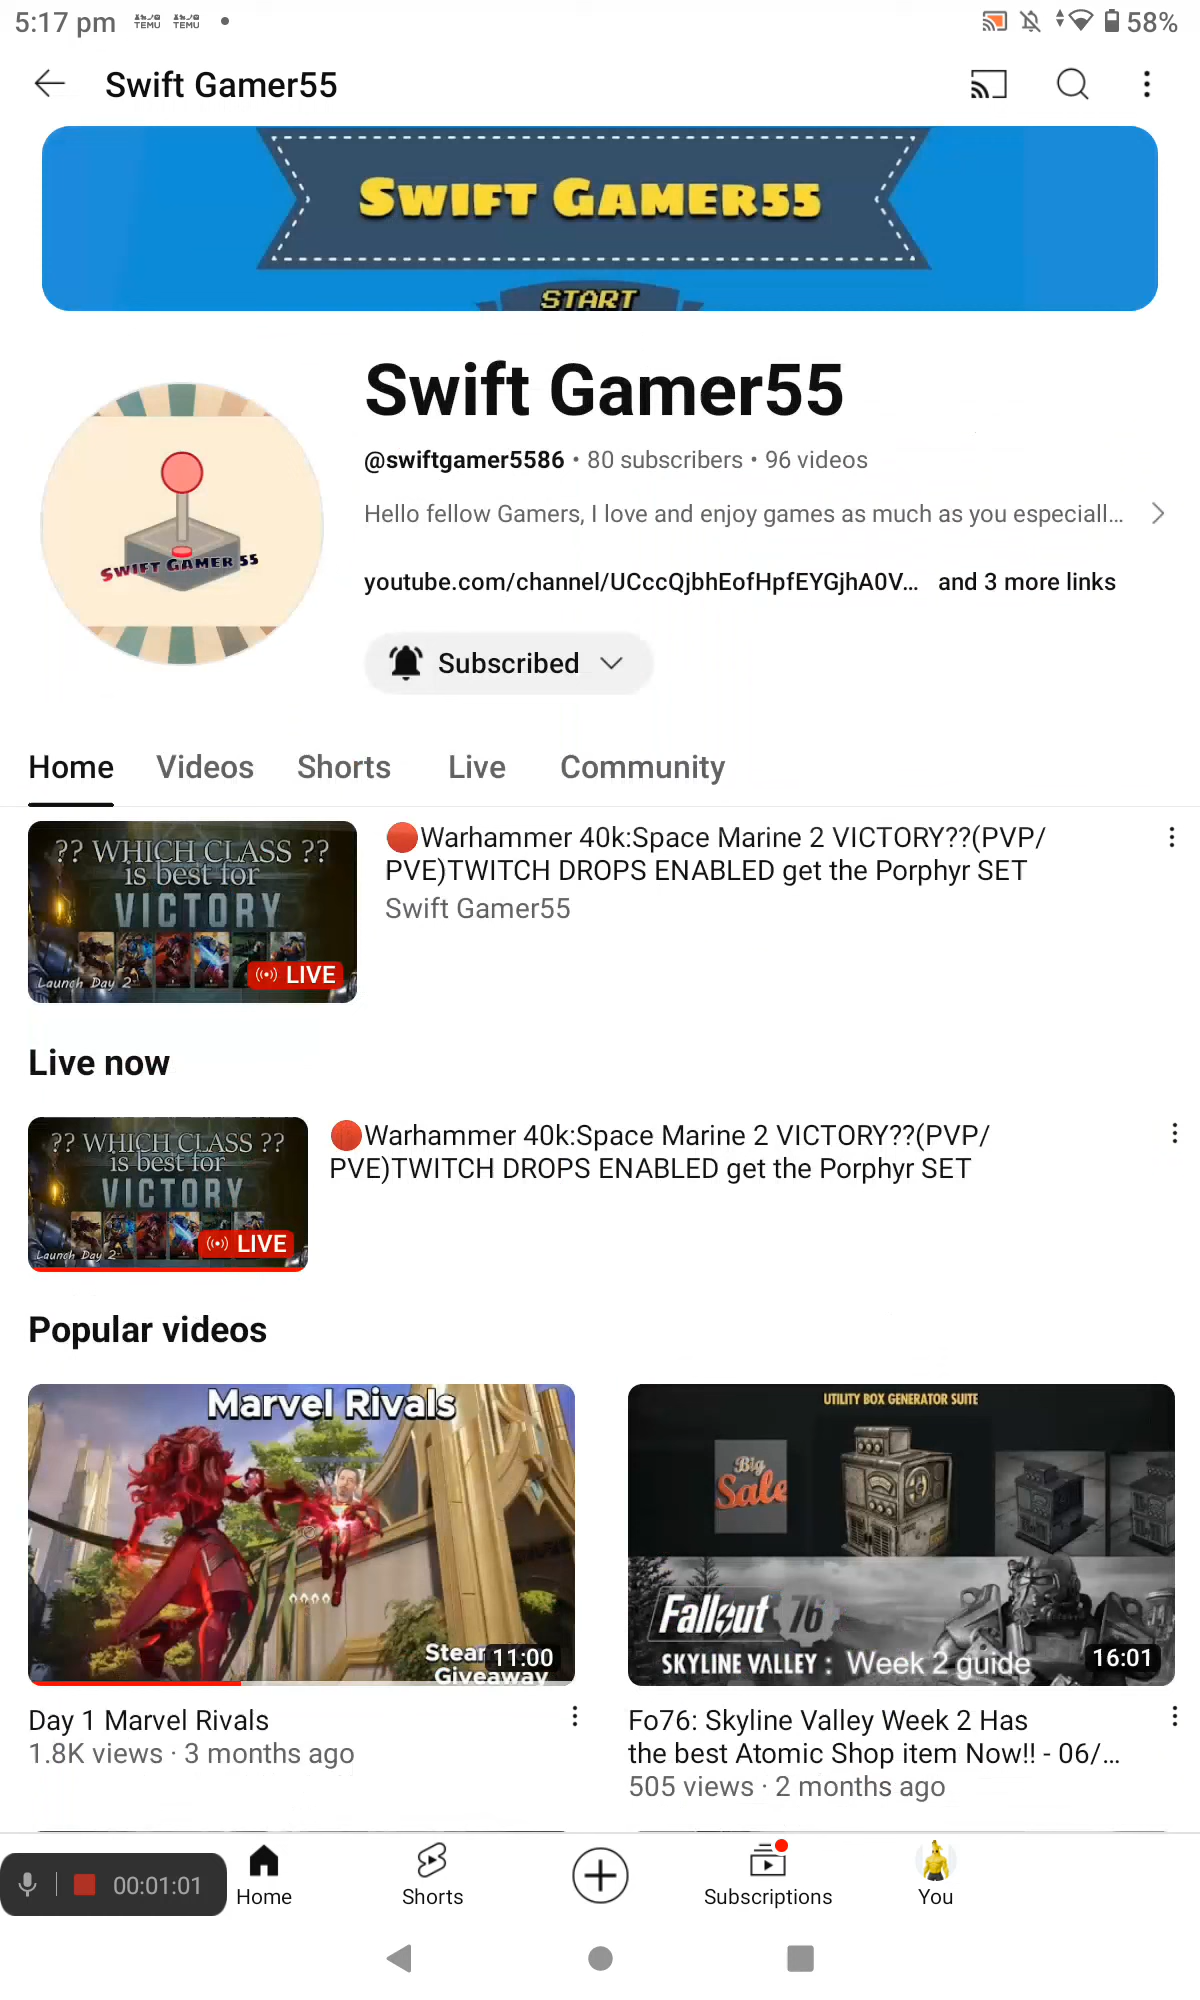 5:17 pm TEMU TEMU 58%
Swift Gamer55
SWIFT GAMER55
START
Swift Gamer55
SWIFT GAMER 55
@swiftgamer5586 • 80 subscribers • 96 videos
Hello fellow Gamers, I love and enjoy games as much as you especiall...
youtube.com/channel/UCccQjbhEofHpfEYGjhA0V... and 3 more links
Subscribed
Home Videos Shorts Live Community
?? WHICH CLASS ??
is best for
VICTORY
Launch Day 2
LIVE
🔴Warhammer 40k:Space Marine 2 VICTORY??(PVP/
PVE)TWITCH DROPS ENABLED get the Porphyr SET
Swift Gamer55
Live now
?? WHICH CLASS ??
is best for
VICTORY
Launch Day 2
LIVE
🔴Warhammer 40k:Space Marine 2 VICTORY??(PVP/
PVE)TWITCH DROPS ENABLED get the Porphyr SET
Popular videos
Marvel Rivals
Stear
Giveaway
11:00
Day 1 Marvel Rivals
1.8K views · 3 months ago
UTILITY BOX GENERATOR SUITE
Big
Sale
Fallout 76
SKYLINE VALLEY : Week 2 guide
16:01
Fo76: Skyline Valley Week 2 Has
the best Atomic Shop item Now!! - 06/...
505 views · 2 months ago
00:01:01
Home Shorts Subscriptions You